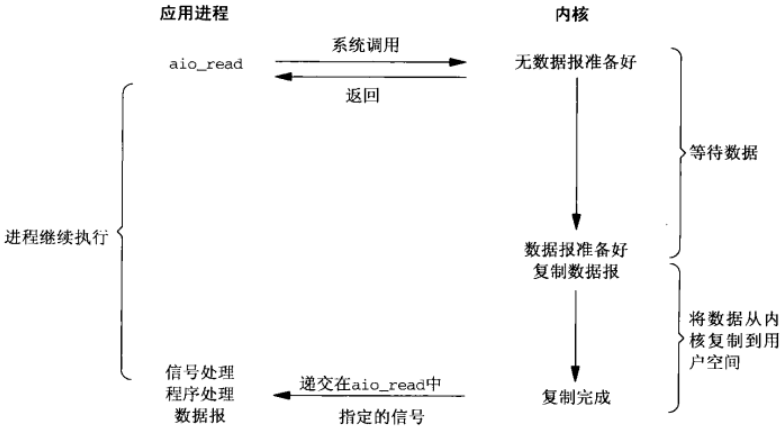 应用进程
内核
系统调用
aio_read
无数据报准备好
返回
等待数据
进程继续执行
数据报准备好
复制数据报
将数据从内
核复制到用
户空间
信号处理
程序处理
数据报
递交在aio_read中
指定的信号
复制完成